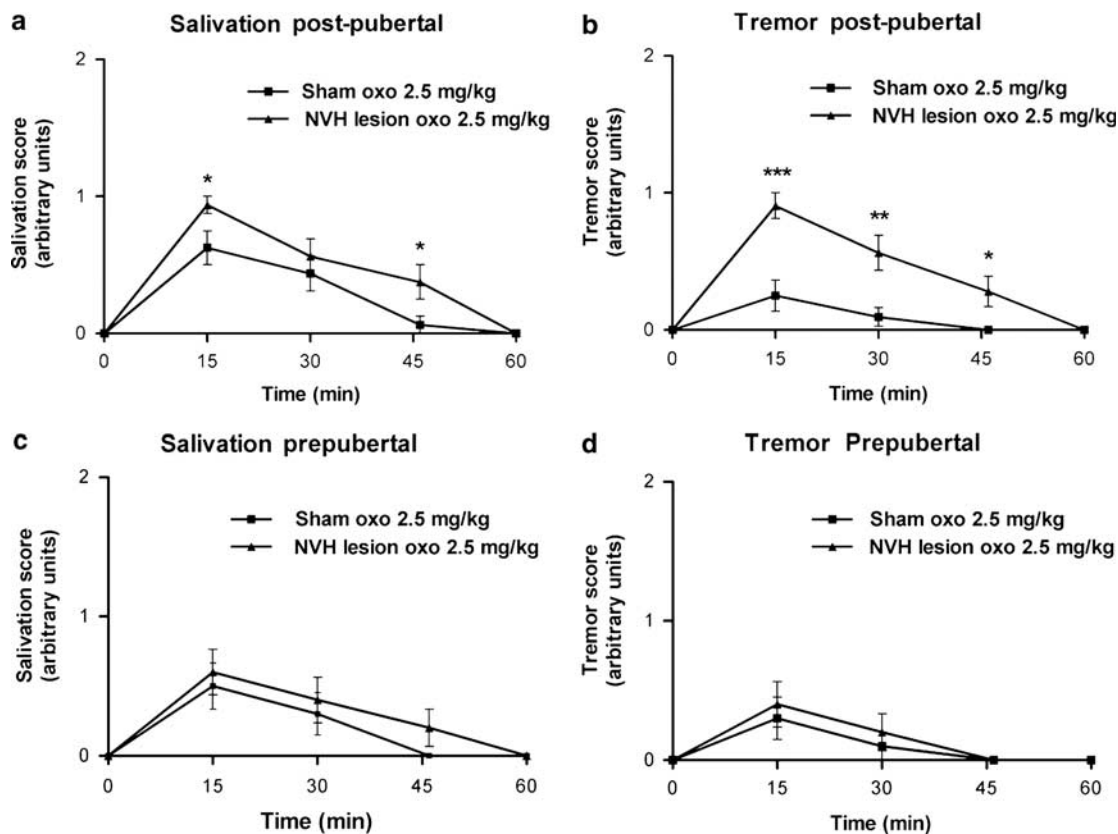 a
Salivation post-pubertal
2
1
0
Salivation score
(arbitrary units)
Sham oxo 2.5 mg/kg
NVH lesion oxo 2.5 mg/kg
*
*
0 15 30 45 60
Time (min)
b
Tremor post-pubertal
2
1
0
Tremor score
(arbitrary units)
Sham oxo 2.5 mg/kg
NVH lesion oxo 2.5 mg/kg
***
**
*
0 15 30 45 60
Time (min)
c
Salivation prepubertal
2
1
0
Salivation score
(arbitrary units)
Sham oxo 2.5 mg/kg
NVH lesion oxo 2.5 mg/kg
0 15 30 45 60
Time (min)
d
Tremor Prepubertal
2
1
0
Tremor score
(arbitrary units)
Sham oxo 2.5 mg/kg
NVH lesion oxo 2.5 mg/kg
0 15 30 45 60
Time (min)